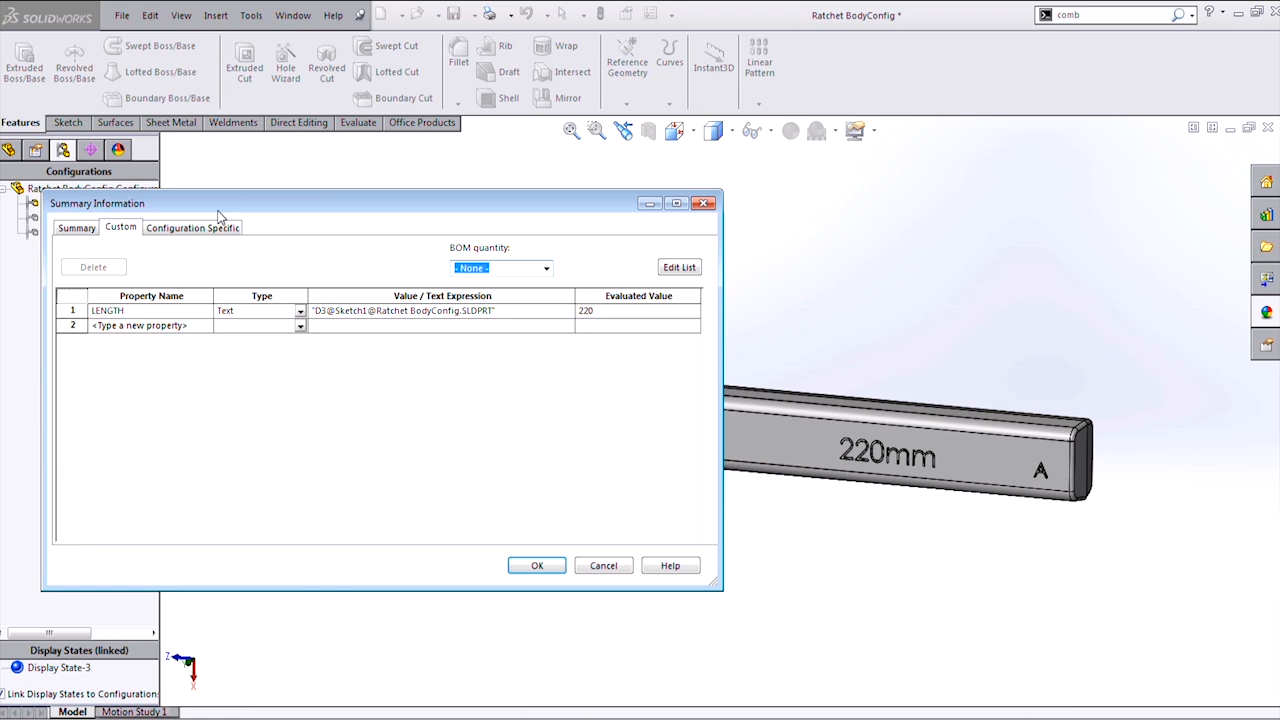 SOLIDWORKS File Edit View Insert Tools Window Help Ratchet BodyConfig * comb
Extruded Boss/Base
Revolved Boss/Base
Swept Boss/Base
Lofted Boss/Base
Boundary Boss/Base
Extruded Cut
Hole Wizard
Revolved Cut
Swept Cut
Lofted Cut
Boundary Cut
Fillet
Rib
Draft
Shell
Wrap
Intersect
Mirror
Reference Geometry
Curves
Instant3D
Linear Pattern
Features Sketch Surfaces Sheet Metal Weldments Direct Editing Evaluate Office Products
Configurations
Summary Information
Summary Custom Configuration Specific
BOM quantity:
Delete - None - Edit List
Property Name Type Value / Text Expression Evaluated Value
1 LENGTH Text "D3@Sketch1@Ratchet BodyConfig.SLDPRT" 220
2 <Type a new property>
OK Cancel Help
220mm
A
Display States (linked)
Display State-3
Link Display States to Configurations
Z
X
Model Motion Study 1